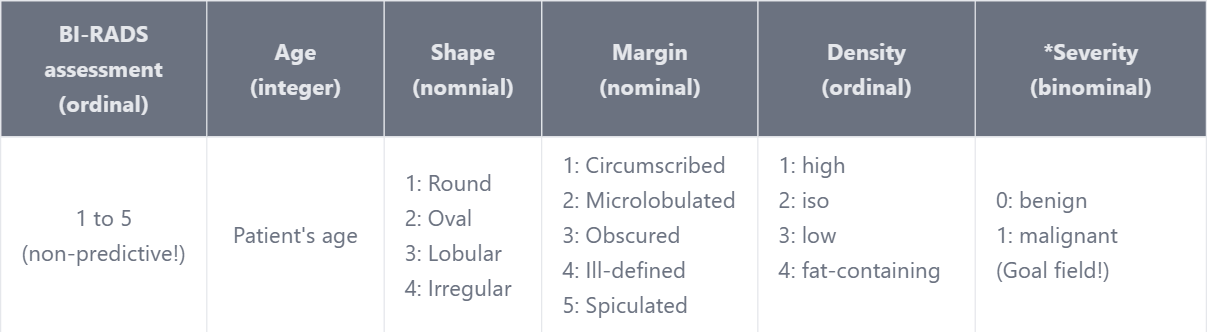 BI-RADS
assessment
(ordinal)
Age
(integer)
Shape
(nomnial)
Margin
(nominal)
Density
(ordinal)
*Severity
(binominal)
1 to 5
(non-predictive!)
Patient's age
1: Round
2: Oval
3: Lobular
4: Irregular
1: Circumscribed
2: Microlobulated
3: Obscured
4: Ill-defined
5: Spiculated
1: high
2: iso
3: low
4: fat-containing
0: benign
1: malignant
(Goal field!)